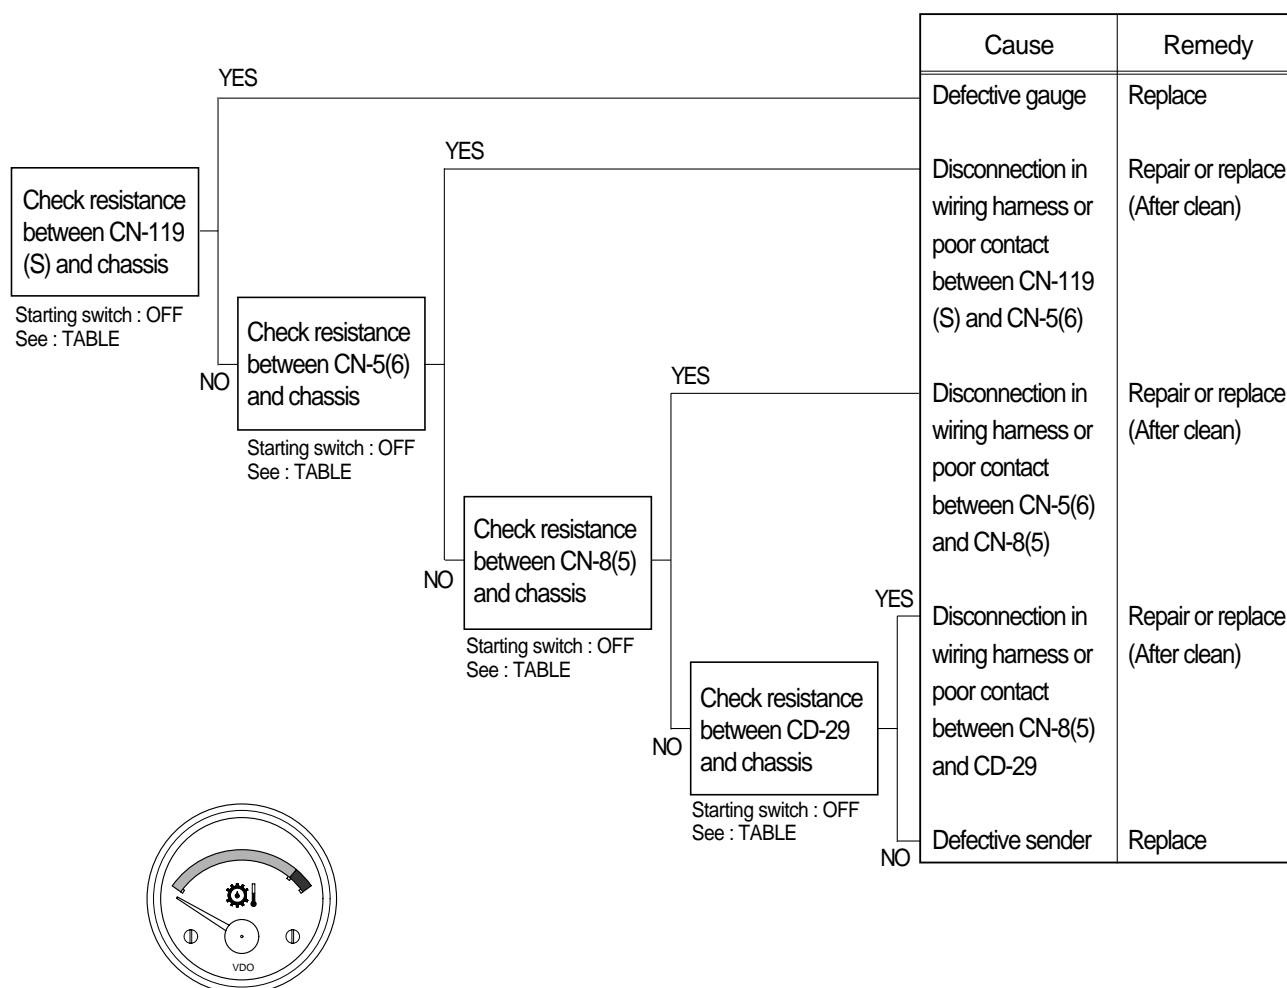 Cause
Remedy
YES
Defective gauge
Replace
YES
Check resistance
between CN-119
(S) and chassis
Starting switch : OFF
See : TABLE
Disconnection in
wiring harness or
poor contact
between CN-119
(S) and CN-5(6)
Repair or replace
(After clean)
NO
Check resistance
between CN-5(6)
and chassis
Starting switch : OFF
See : TABLE
YES
Disconnection in
wiring harness or
poor contact
between CN-5(6)
and CN-8(5)
Repair or replace
(After clean)
NO
Check resistance
between CN-8(5)
and chassis
Starting switch : OFF
See : TABLE
YES
Disconnection in
wiring harness or
poor contact
between CN-8(5)
and CD-29
Repair or replace
(After clean)
NO
Check resistance
between CD-29
and chassis
Starting switch : OFF
See : TABLE
NO
Defective sender
Replace
VDO